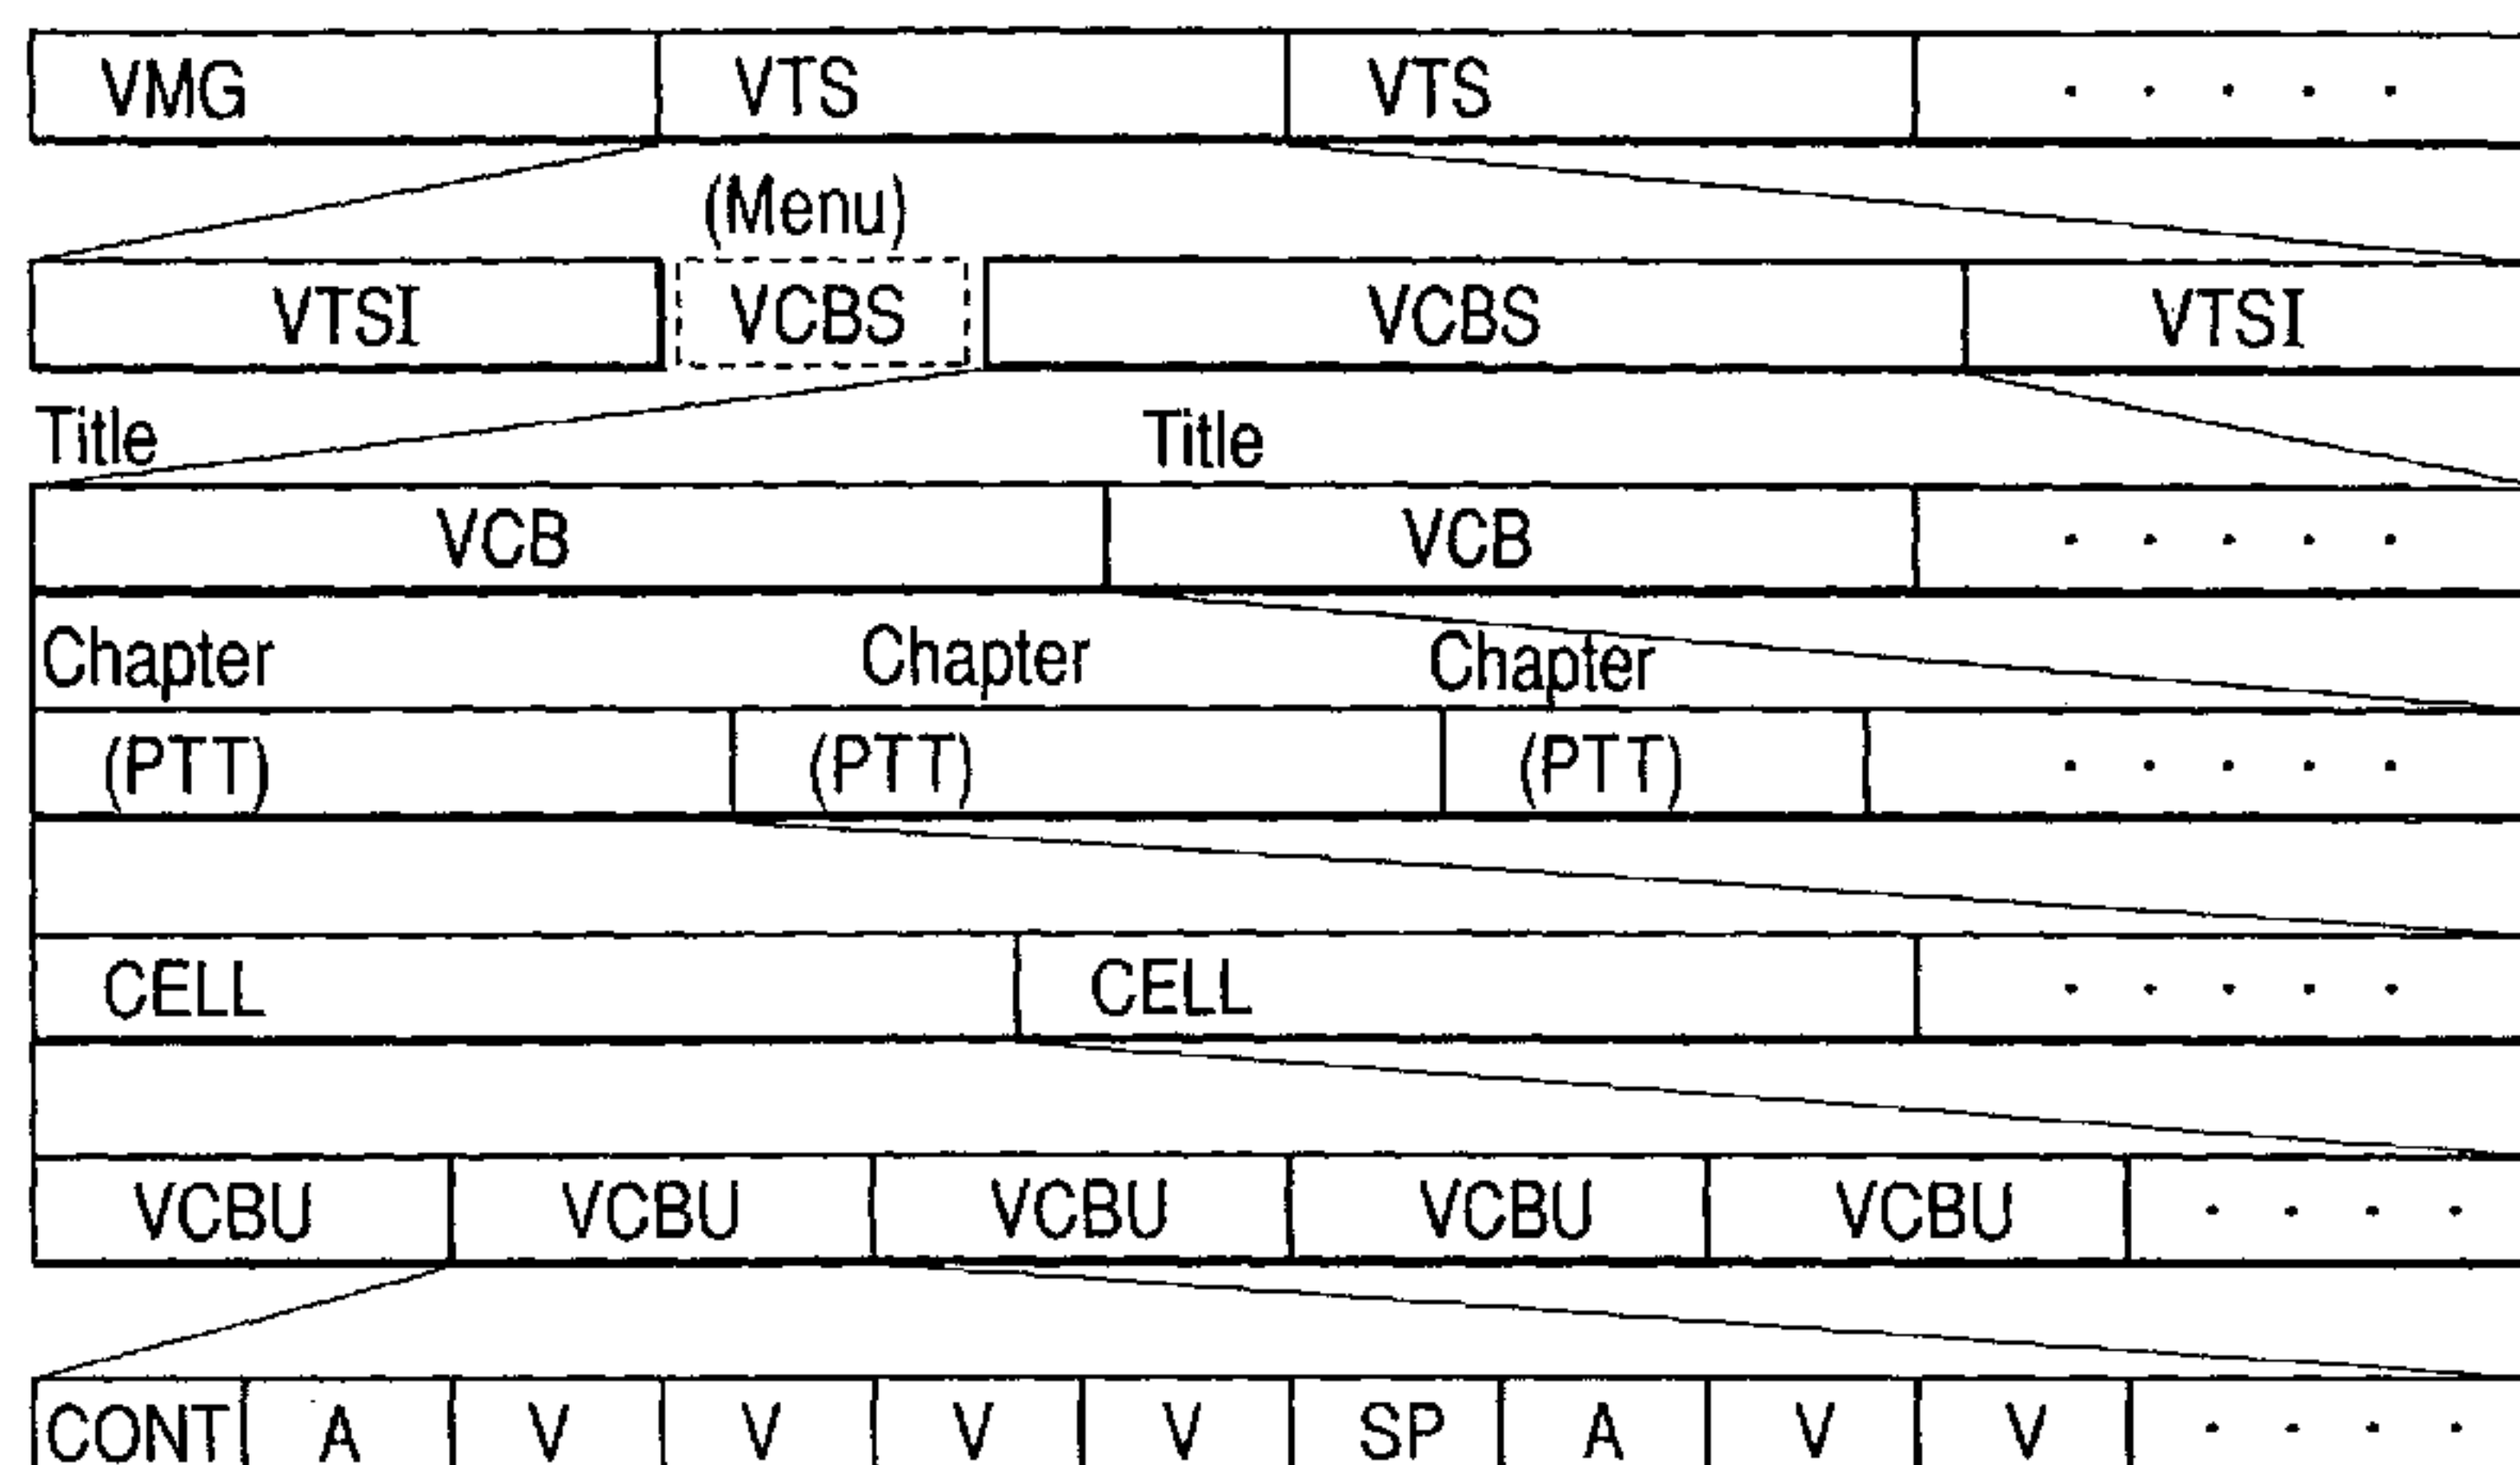 VMG VTS VTS . . . . .
(Menu)
VTSI VCBS VCBS VTSI
Title Title
VCB VCB . . . . .
Chapter Chapter Chapter
(PTT) (PTT) (PTT) . . . . .
CELL CELL . . . . .
VCBU VCBU VCBU VCBU VCBU . . . .
CONT A V V V V SP A V V . . . .